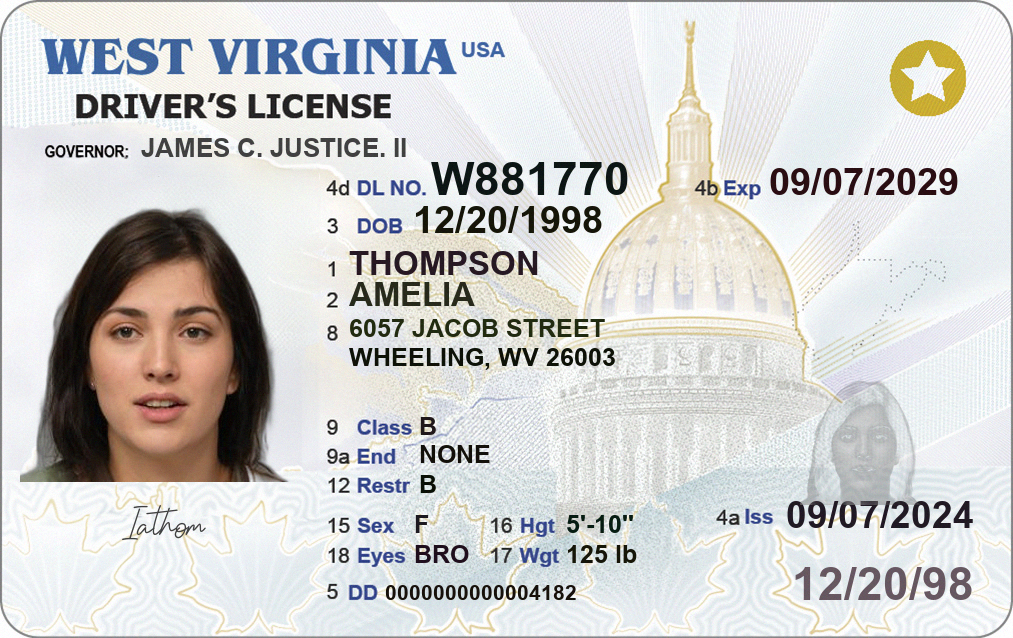 WEST VIRGINIA USA
DRIVER'S LICENSE
GOVERNOR: JAMES C. JUSTICE. II
4d DL NO. W881770 4b Exp 09/07/2029
3 DOB 12/20/1998
1 THOMPSON
2 AMELIA
8 6057 JACOB STREET
WHEELING, WV 26003
9 Class B
9a End NONE
12 Restr B
15 Sex F 16 Hgt 5'-10" 4a Iss 09/07/2024
18 Eyes BRO 17 Wgt 125 lb
5 DD 0000000000004182
12/20/98
Iathom